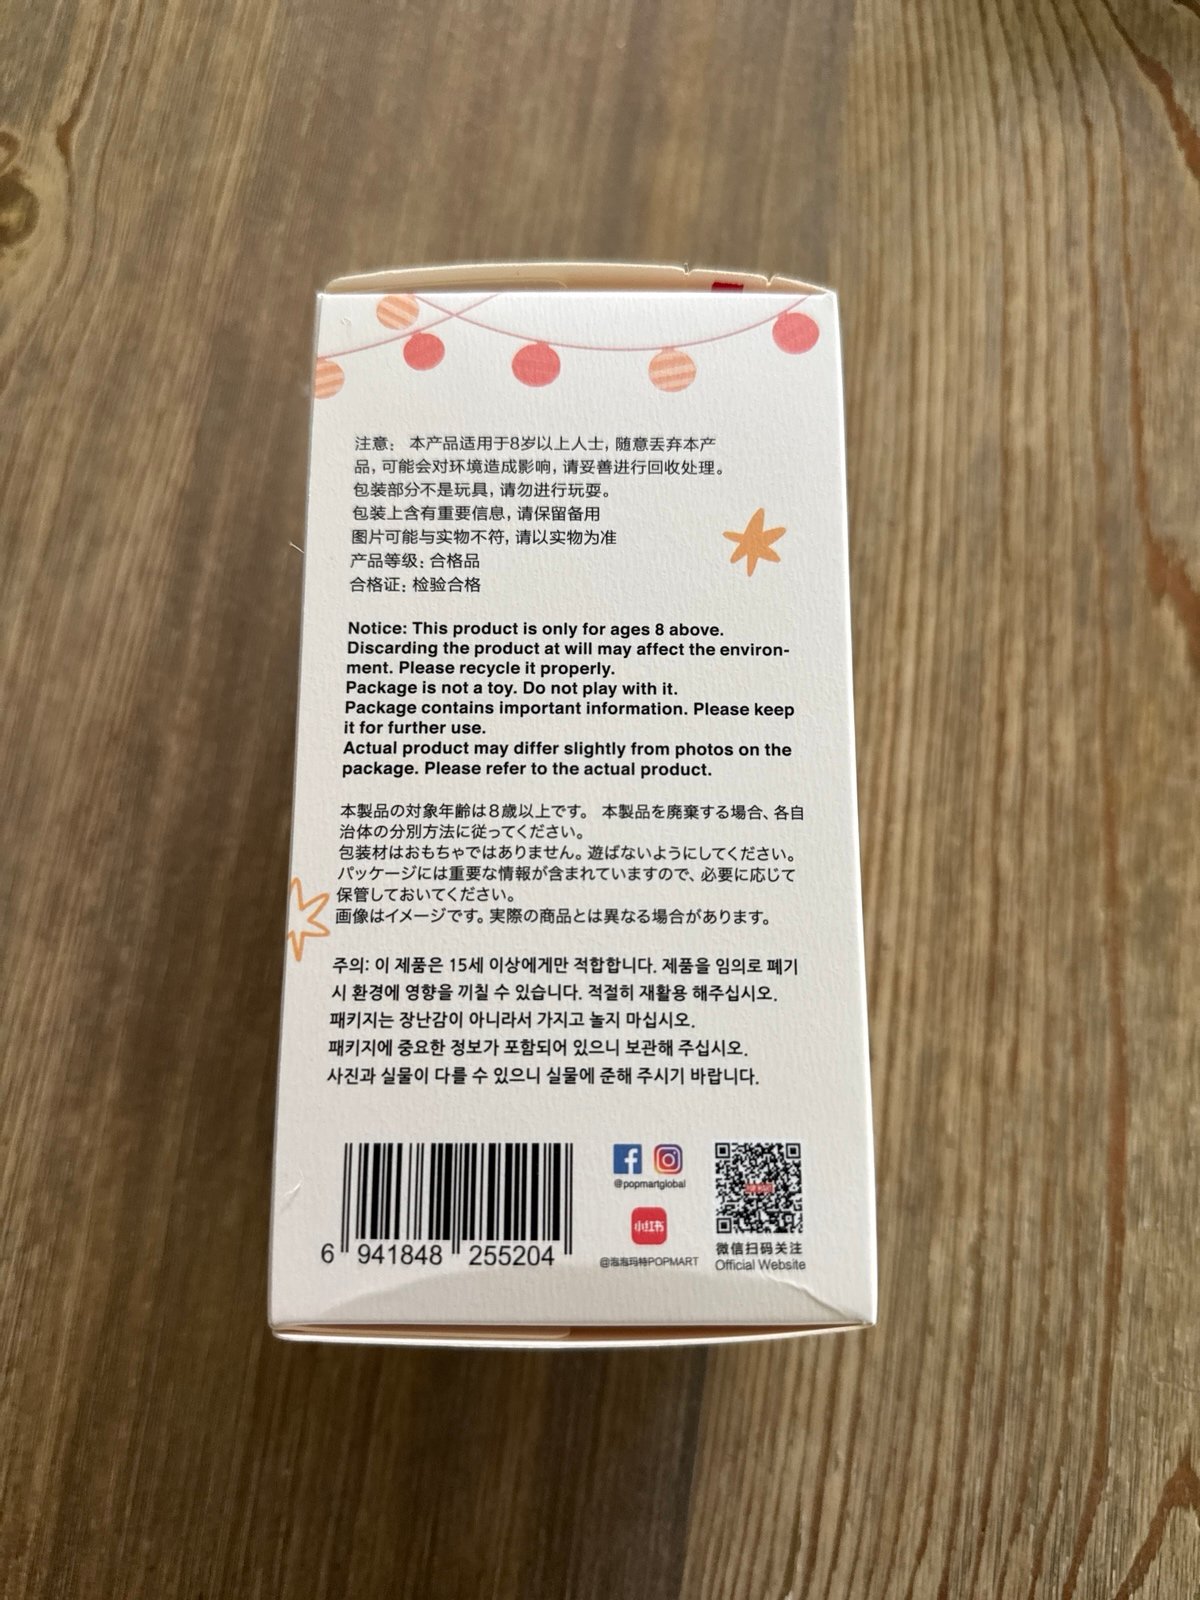 注意： 本产品适用于8岁以上人士, 随意丢弃本产
品, 可能会对环境造成影响, 请妥善进行回收处理。
包装部分不是玩具, 请勿进行玩耍。
包装上含有重要信息, 请保留备用
图片可能与实物不符, 请以实物为准
产品等级: 合格品
合格证: 检验合格
Notice: This product is only for ages 8 above.
Discarding the product at will may affect the environ-
ment. Please recycle it properly.
Package is not a toy. Do not play with it.
Package contains important information. Please keep
it for further use.
Actual product may differ slightly from photos on the
package. Please refer to the actual product.
本製品の対象年齢は8歳以上です。 本製品を廃棄する場合、各自
治体の分別方法に従ってください。
包装材はおもちゃではありません。遊ばないようにしてください。
パッケージには重要な情報が含まれていますので、必要に応じて
保管しておいてください。
画像はイメージです。実際の商品とは異なる場合があります。
주의: 이 제품은 15세 이상에게만 적합합니다. 제품을 임의로 폐기
시 환경에 영향을 끼칠 수 있습니다. 적절히 재활용 해주십시오.
패키지는 장난감이 아니라서 가지고 놀지 마십시오.
패키지에 중요한 정보가 포함되어 있으니 보관해 주십시오.
사진과 실물이 다를 수 있으니 실물에 준해 주시기 바랍니다.
6 941848 255204
@popmartglobal
小红书
@泡泡玛特POPMART
微信扫码关注
Official Website